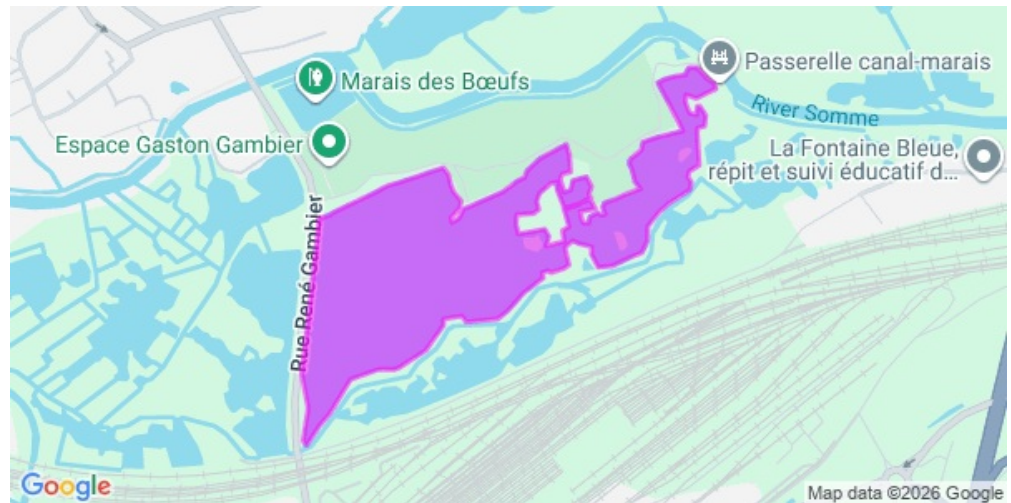 Passerelle canal-marais
Marais des Bœufs
River Somme
Espace Gaston Gambier
La Fontaine Bleue,
répit et suivi éducatif d...
Rue René Gambier
Google
Map data ©2026 Google